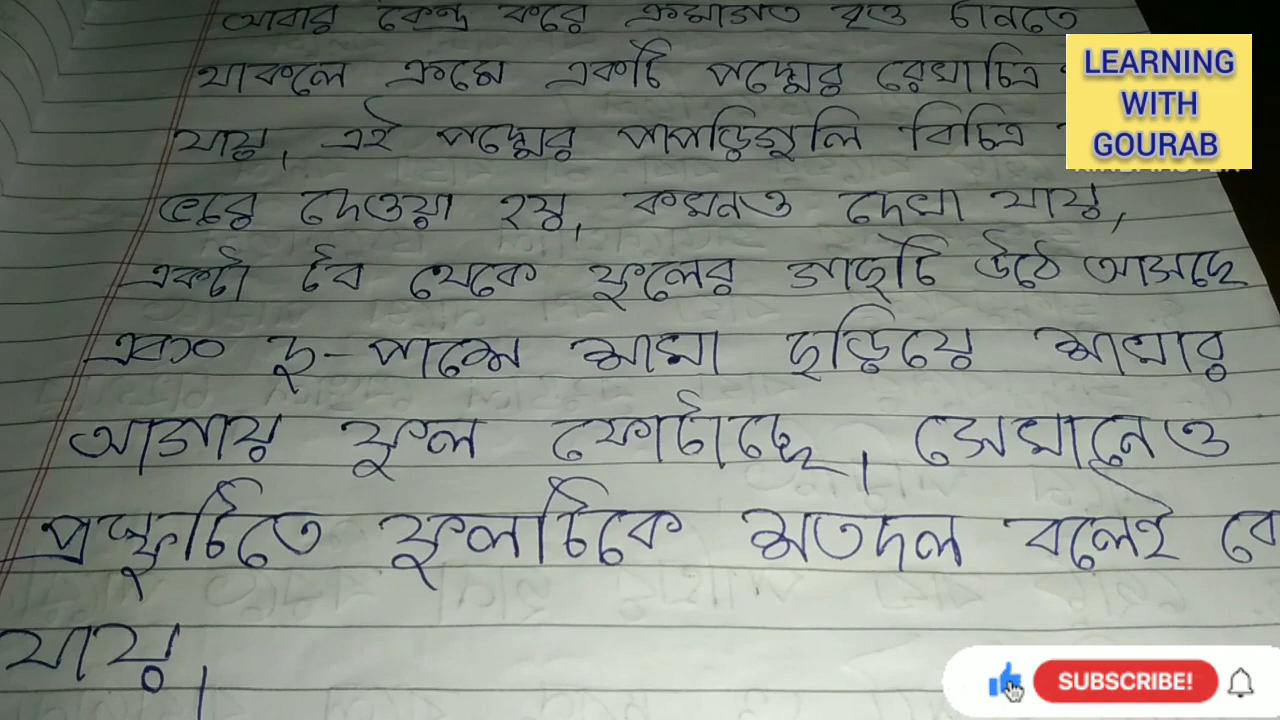 আবার কেন্দ্র করে ক্রমাগত বৃত্ত টানতে
থাকলে ক্রমে একটি পদ্মের রেখাচিত্র
যায়, এই পদ্মের পাপড়িগুলি বিচিত্র
ভরে দেওয়া হয়, কখনও দেখা যায়,
একটা টব থেকে ফুলের গাছটি উঠে আসছে
এবং দু-পাশে শাখা ছড়িয়ে শাখার
আগায় ফুল ফোটাচ্ছে, সেখানেও
প্রস্ফুটিতে ফুলটিকে শতদল বলেই
যায়।
LEARNING
WITH
GOURAB
SUBSCRIBE!